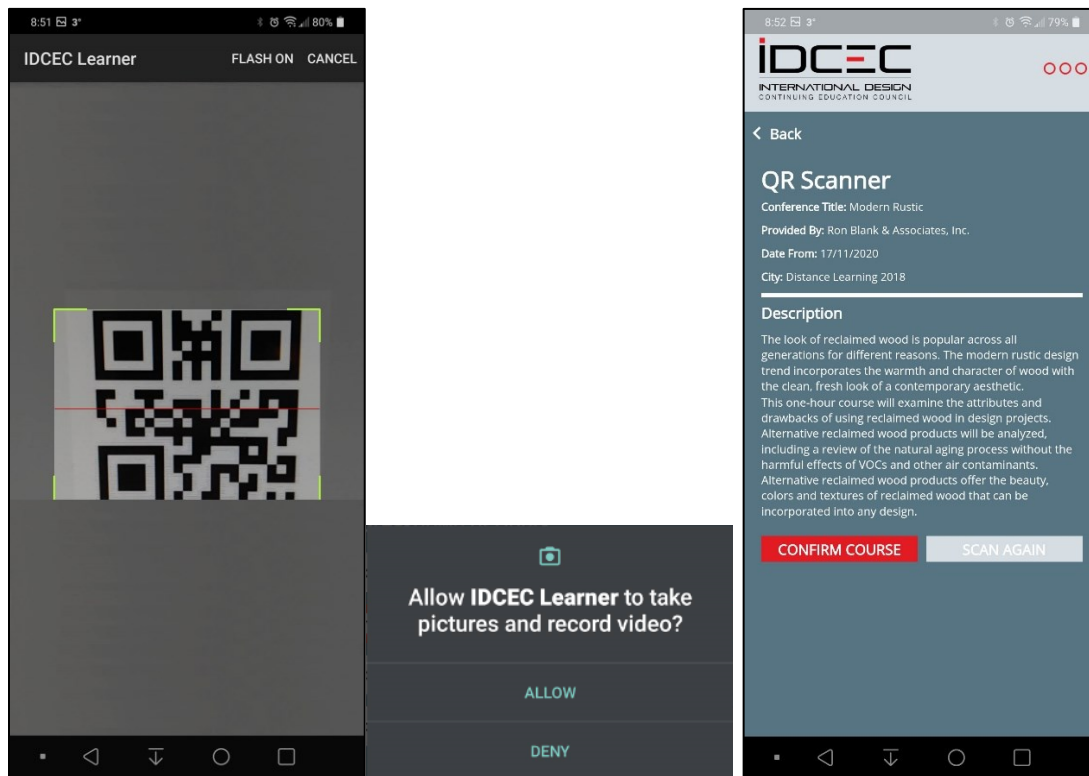 8:51 3° 80%
IDCEC Learner FLASH ON CANCEL
Allow IDCEC Learner to take
pictures and record video?
ALLOW
DENY
8:52 3° 79%
IDCEC
INTERNATIONAL DESIGN
CONTINUING EDUCATION COUNCIL
< Back
QR Scanner
Conference Title: Modern Rustic
Provided By: Ron Blank & Associates, Inc.
Date From: 17/11/2020
City: Distance Learning 2018
Description
The look of reclaimed wood is popular across all
generations for different reasons. The modern rustic design
trend incorporates the warmth and character of wood with
the clean, fresh look of a contemporary aesthetic.
This one-hour course will examine the attributes and
drawbacks of using reclaimed wood in design projects.
Alternative reclaimed wood products will be analyzed,
including a review of the natural aging process without the
harmful effects of VOCs and other air contaminants.
Alternative reclaimed wood products offer the beauty,
colors and textures of reclaimed wood that can be
incorporated into any design.
CONFIRM COURSE SCAN AGAIN